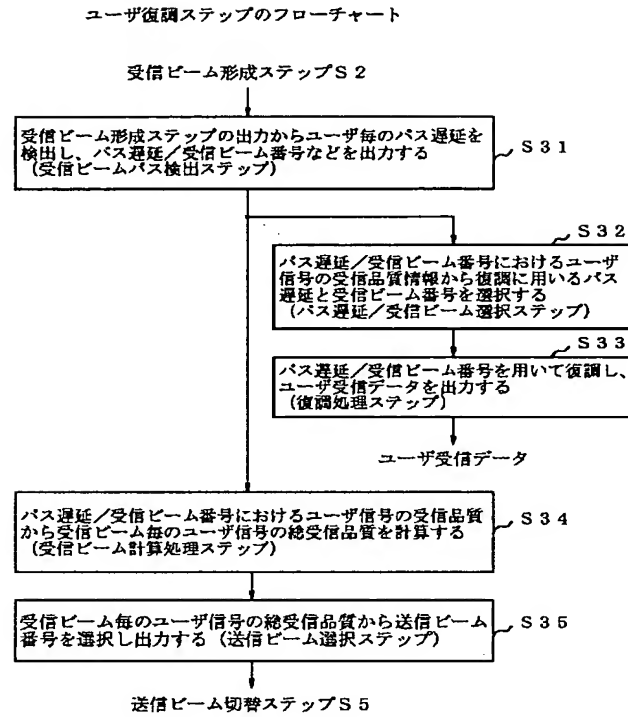 ユーザ復調ステップのフローチャート
受信ビーム形成ステップS2
受信ビーム形成ステップの出力からユーザ毎のパス遅延を
検出し、パス遅延/受信ビーム番号などを出力する
(受信ビームパス検出ステップ)
S31
S32
パス遅延/受信ビーム番号におけるユーザ
信号の受信品質情報から復調に用いるパス
遅延と受信ビーム番号を選択する
(パス遅延/受信ビーム選択ステップ)
S33
パス遅延/受信ビーム番号を用いて復調し、
ユーザ受信データを出力する
(復調処理ステップ)
ユーザ受信データ
パス遅延/受信ビーム番号におけるユーザ信号の受信品質
から受信ビーム毎のユーザ信号の総受信品質を計算する
(受信ビーム計算処理ステップ)
S34
受信ビーム毎のユーザ信号の総受信品質から送信ビーム
番号を選択し出力する(送信ビーム選択ステップ)
S35
送信ビーム切替ステップS5